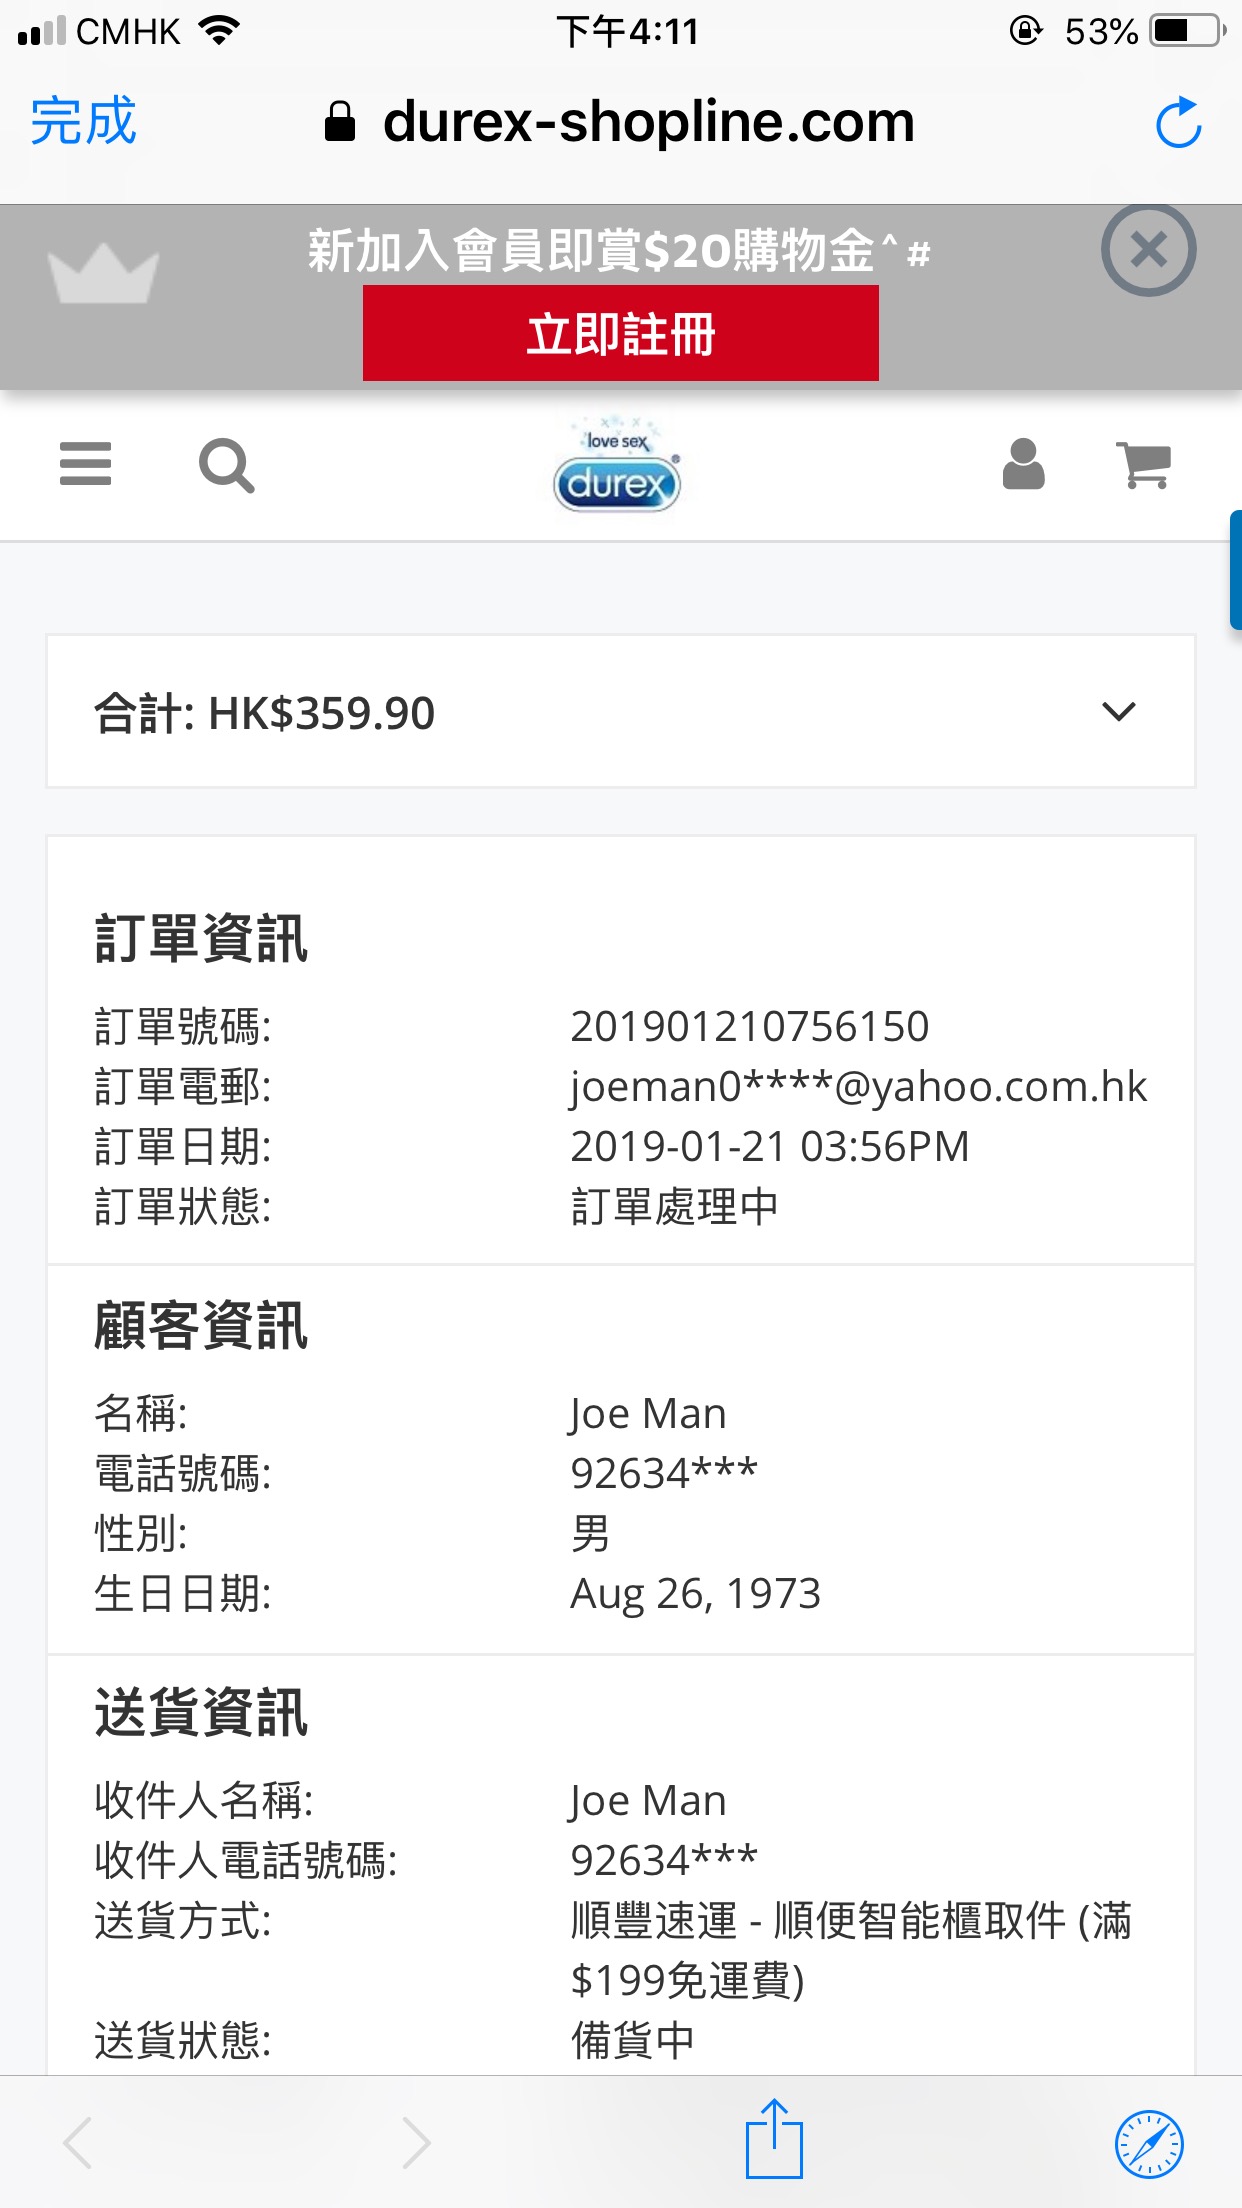 CMHK 下午4:11 53%
完成 durex-shopline.com
新加入會員即賞$20購物金^#
立即註冊
love sex
durex®
合計: HK$359.90
訂單資訊
訂單號碼: 201901210756150
訂單電郵: joeman0****@yahoo.com.hk
訂單日期: 2019-01-21 03:56PM
訂單狀態: 訂單處理中
顧客資訊
名稱: Joe Man
電話號碼: 92634***
性別: 男
生日日期: Aug 26, 1973
送貨資訊
收件人名稱: Joe Man
收件人電話號碼: 92634***
送貨方式: 順豐速運 - 順便智能櫃取件 (滿
$199免運費)
送貨狀態: 備貨中